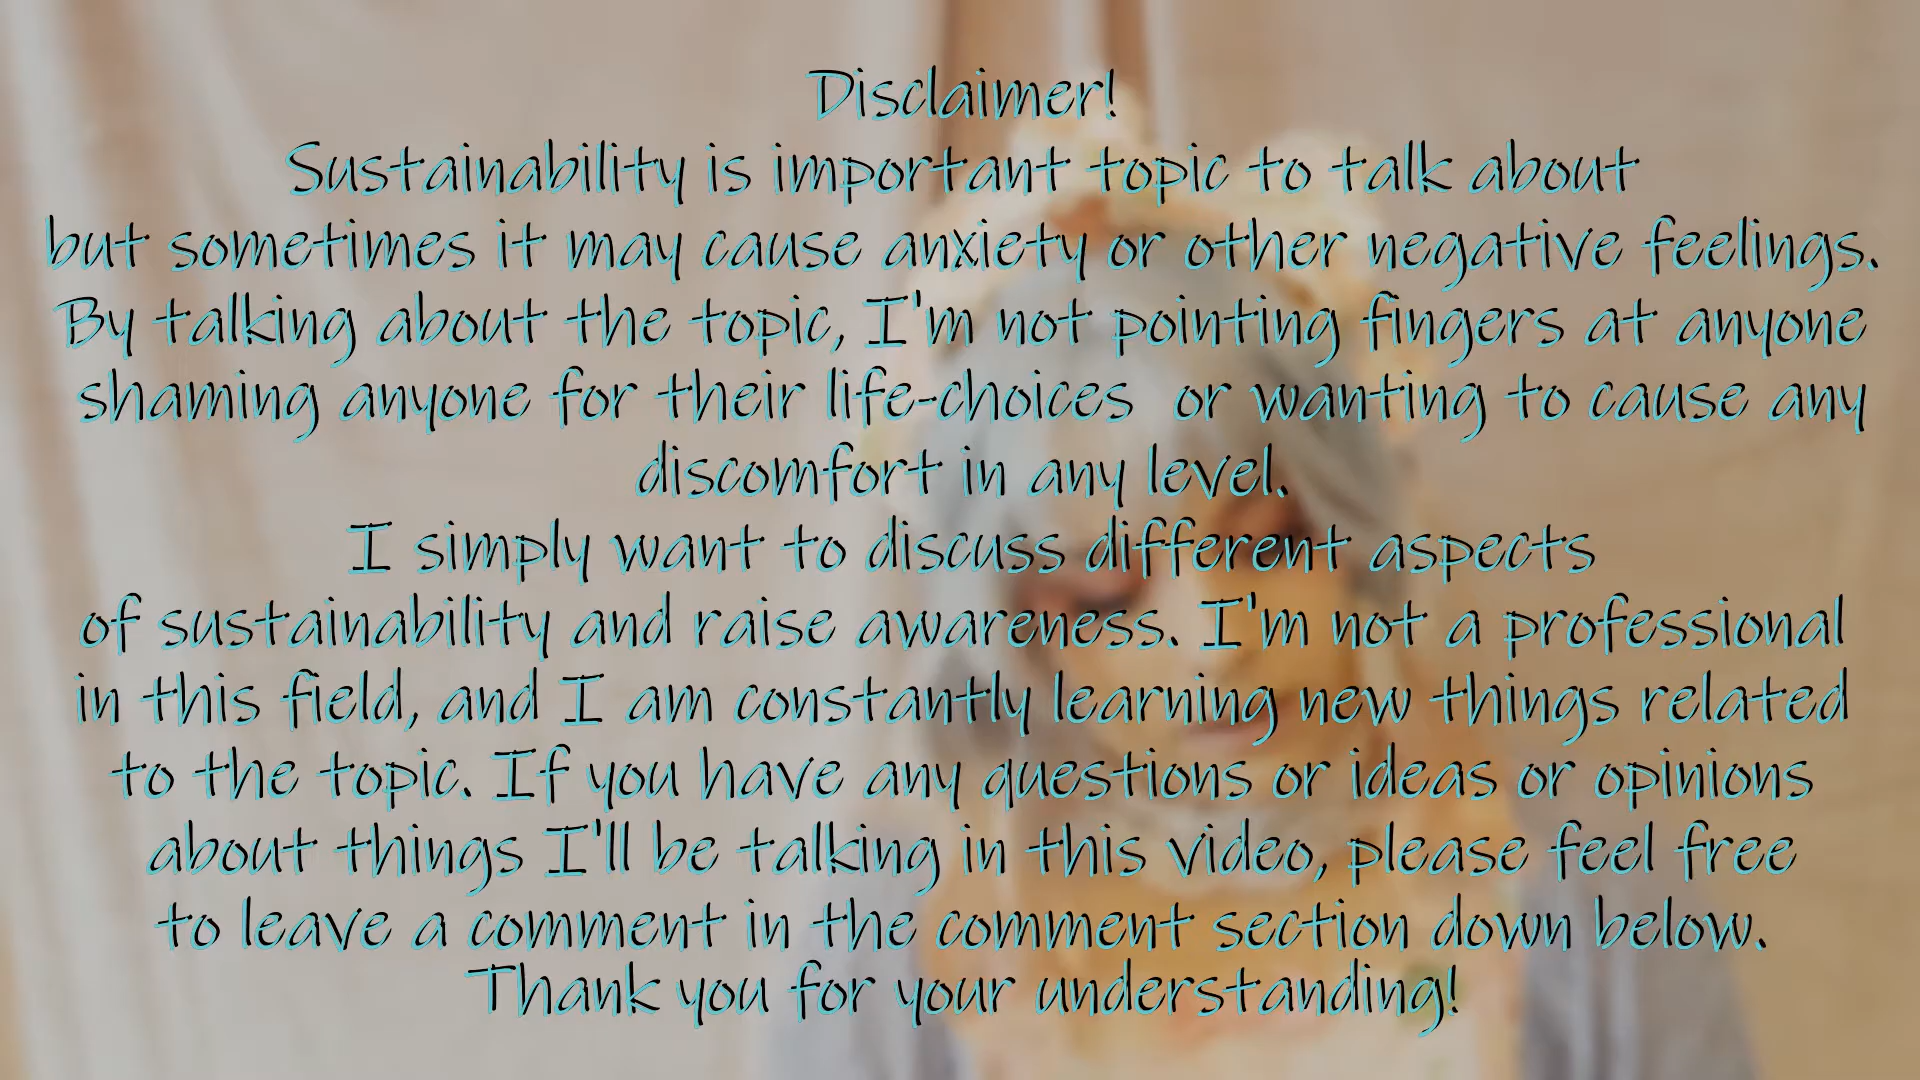 Disclaimer!
Sustainability is important topic to talk about
but sometimes it may cause anxiety or other negative feelings.
By talking about the topic, I'm not pointing fingers at anyone
shaming anyone for their life-choices  or wanting to cause any
discomfort in any level.
I simply want to discuss different aspects
of sustainability and raise awareness. I'm not a professional
in this field, and I am constantly learning new things related
to the topic. If you have any questions or ideas or opinions
about things I'll be talking in this video, please feel free
to leave a comment in the comment section down below.
Thank you for your understanding!